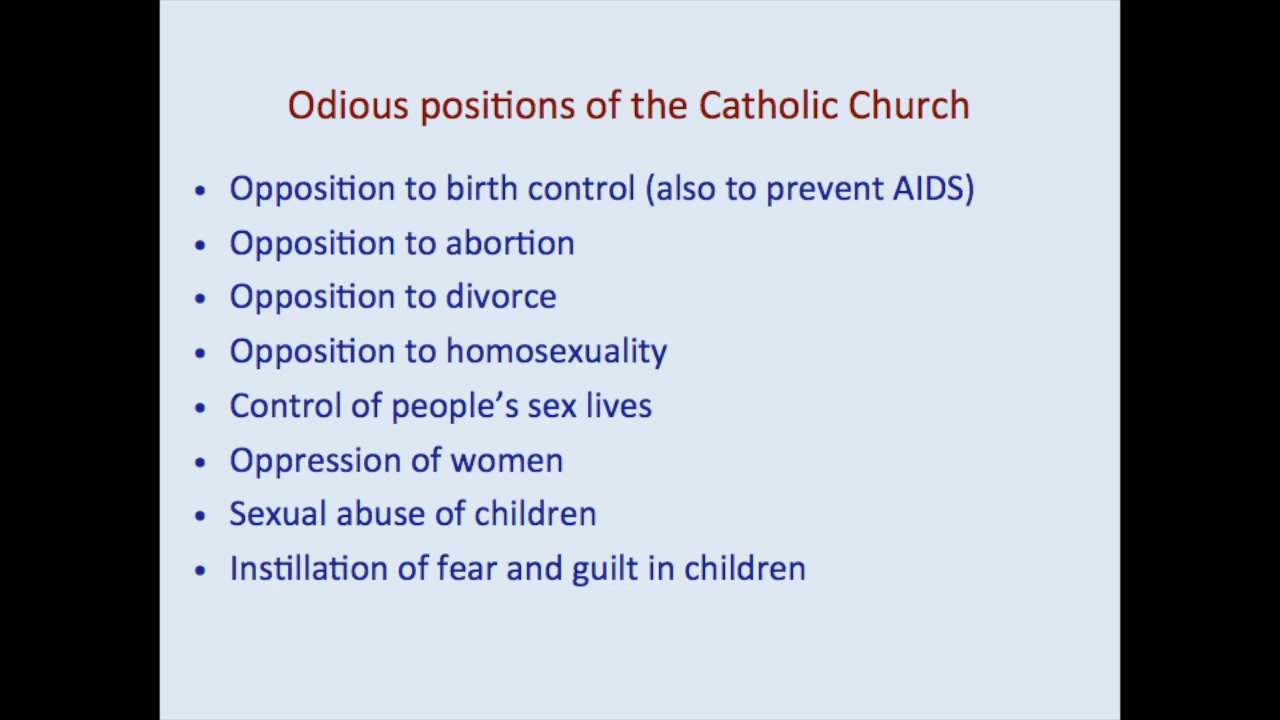 Odious positions of the Catholic Church
• Opposition to birth control (also to prevent AIDS)
• Opposition to abortion
• Opposition to divorce
• Opposition to homosexuality
• Control of people’s sex lives
• Oppression of women
• Sexual abuse of children
• Instillation of fear and guilt in children